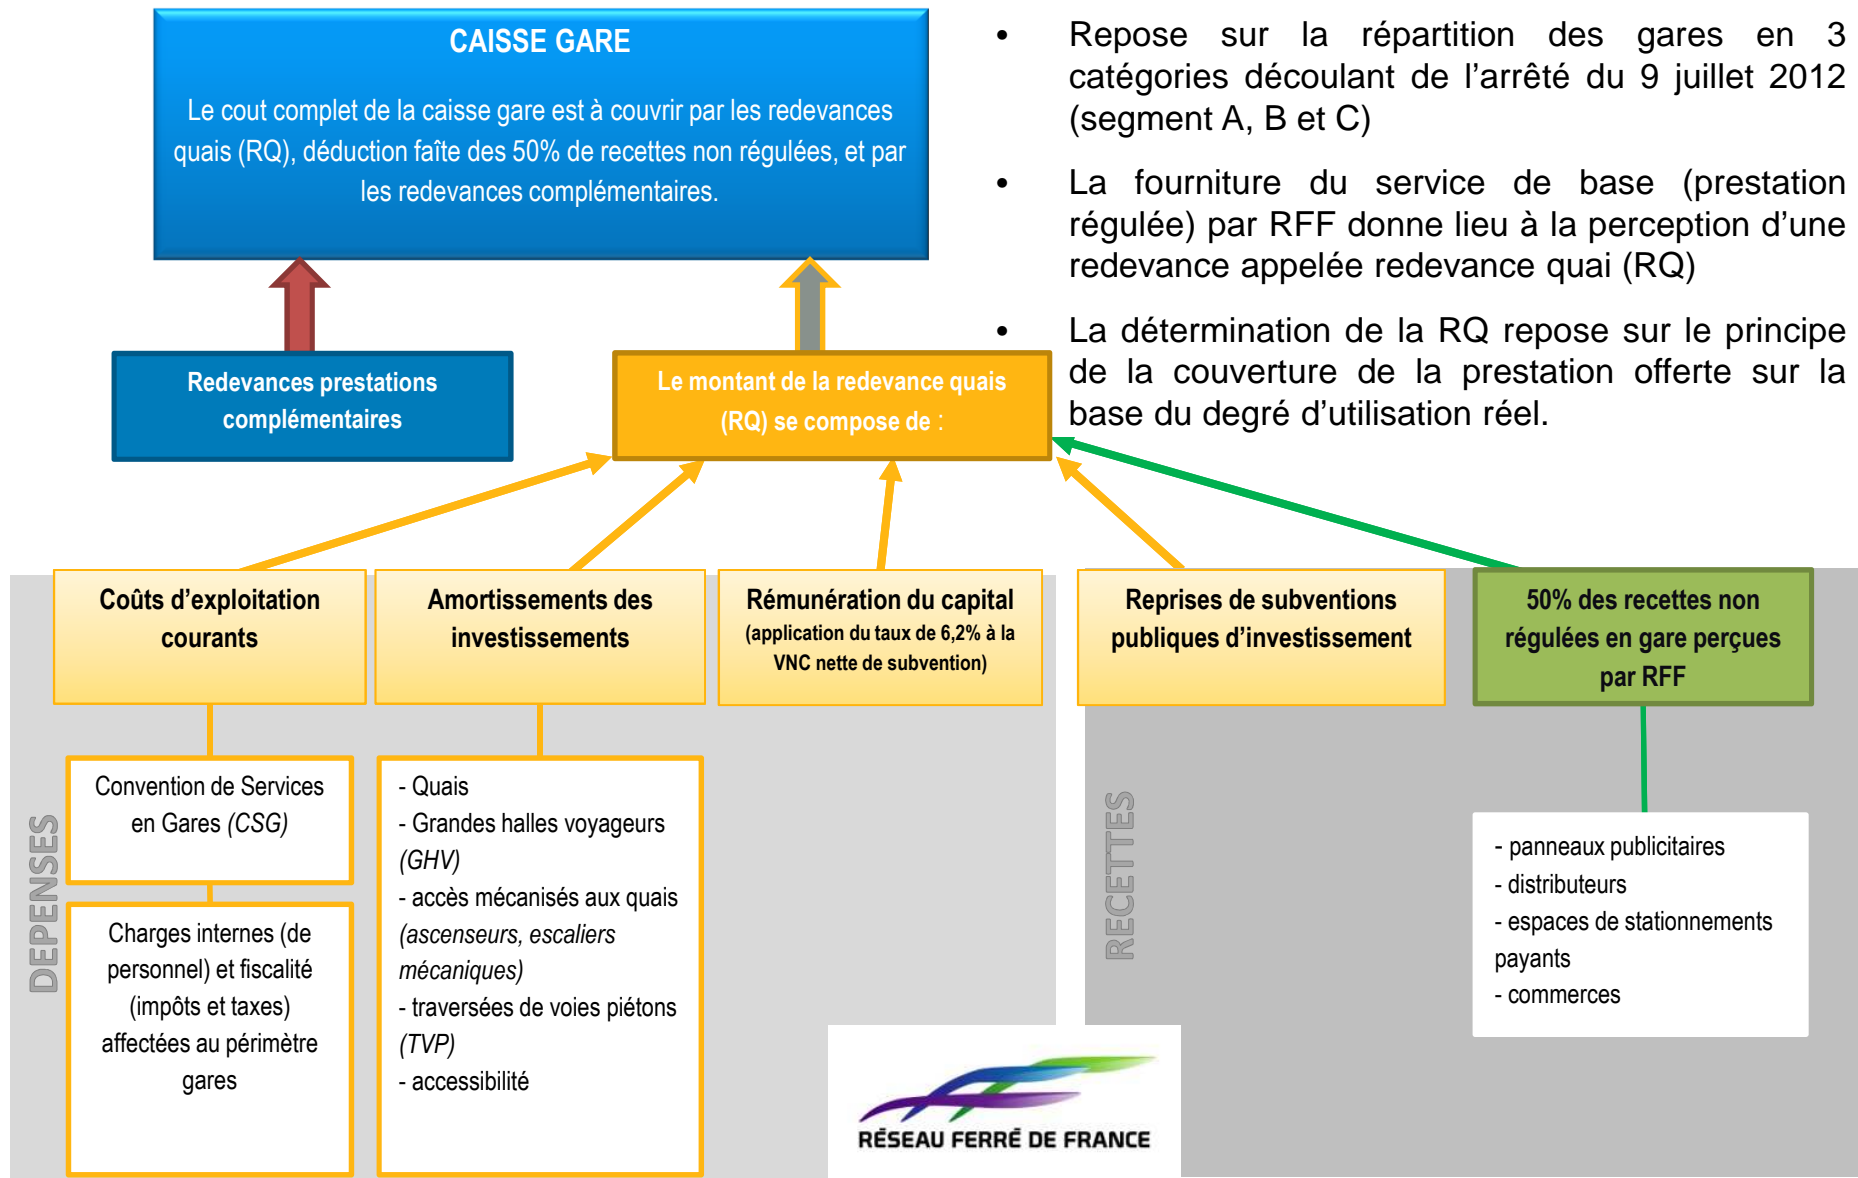 CAISSE GARE
Le cout complet de la caisse gare est à couvrir par les redevances
quais (RQ), déduction faîte des 50% de recettes non régulées, et par
les redevances complémentaires.
• Repose sur la répartition des gares en 3
catégories découlant de l’arrêté du 9 juillet 2012
(segment A, B et C)
• La fourniture du service de base (prestation
régulée) par RFF donne lieu à la perception d’une
redevance appelée redevance quai (RQ)
• La détermination de la RQ repose sur le principe
de la couverture de la prestation offerte sur la
base du degré d’utilisation réel.
Redevances prestations
complémentaires
Le montant de la redevance quais
(RQ) se compose de :
DEPENSES
Coûts d’exploitation
courants
Convention de Services
en Gares (CSG)
Charges internes (de
personnel) et fiscalité
(impôts et taxes)
affectées au périmètre
gares
Amortissements des
investissements
- Quais
- Grandes halles voyageurs
(GHV)
- accès mécanisés aux quais
(ascenseurs, escaliers
mécaniques)
- traversées de voies piétons
(TVP)
- accessibilité
Rémunération du capital
(application du taux de 6,2% à la
VNC nette de subvention)
RECETTES
Reprises de subventions
publiques d’investissement
50% des recettes non
régulées en gare perçues
par RFF
- panneaux publicitaires
- distributeurs
- espaces de stationnements
payants
- commerces
RÉSEAU FERRÉ DE FRANCE